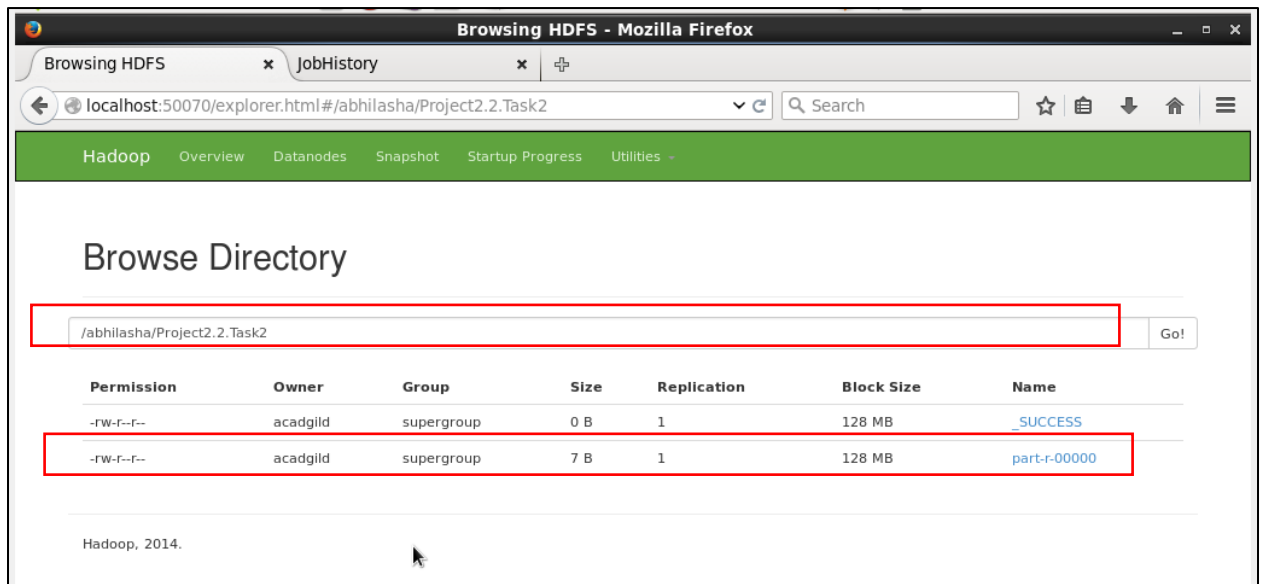 Browsing HDFS - Mozilla Firefox
Browsing HDFS JobHistory
localhost:50070/explorer.html#/abhilasha/Project2.2.Task2 Search
Hadoop Overview Datanodes Snapshot Startup Progress Utilities
Browse Directory
/abhilasha/Project2.2.Task2 Go!
Permission Owner Group Size Replication Block Size Name
-rw-r--r-- acadgild supergroup 0 B 1 128 MB _SUCCESS
-rw-r--r-- acadgild supergroup 7 B 1 128 MB part-r-00000
Hadoop, 2014.